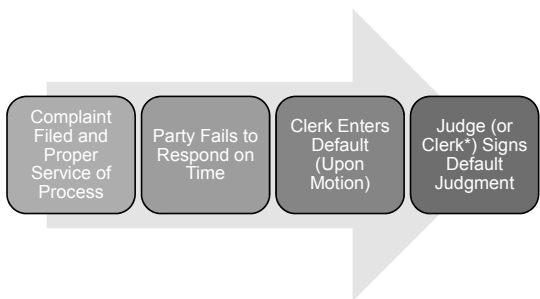 Complaint
Filed and
Proper
Service of
Process
Party Fails to
Respond on
Time
Clerk Enters
Default
(Upon
Motion)
Judge (or
Clerk*) Signs
Default
Judgment